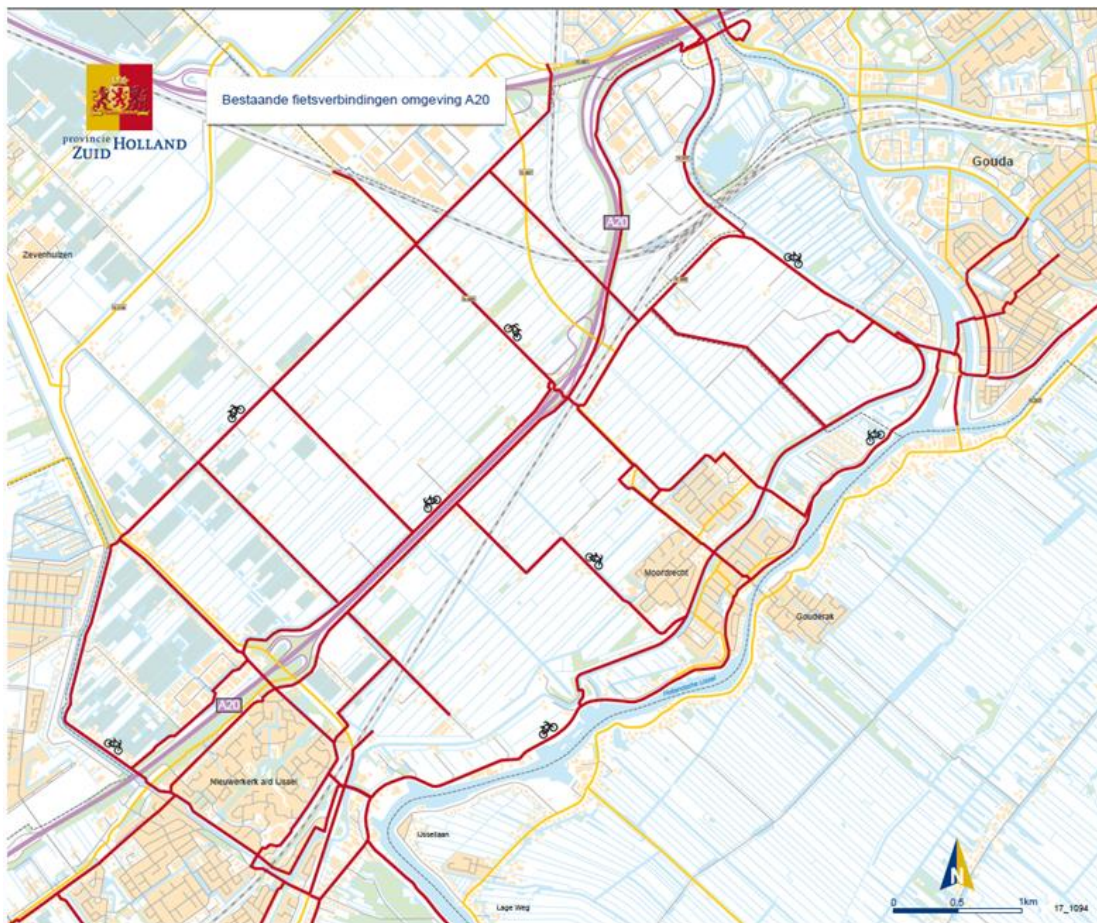 Bestaande fietsverbindingen omgeving A20
provincie
ZUID HOLLAND
Gouda
A20
Zevenhuizen
Moordrecht
Gouderak
Hollandsche IJssel
A20
Nieuwerkerk a/d IJssel
IJssellaan
Lage Weg
N
0 0.5 1km
17_1094